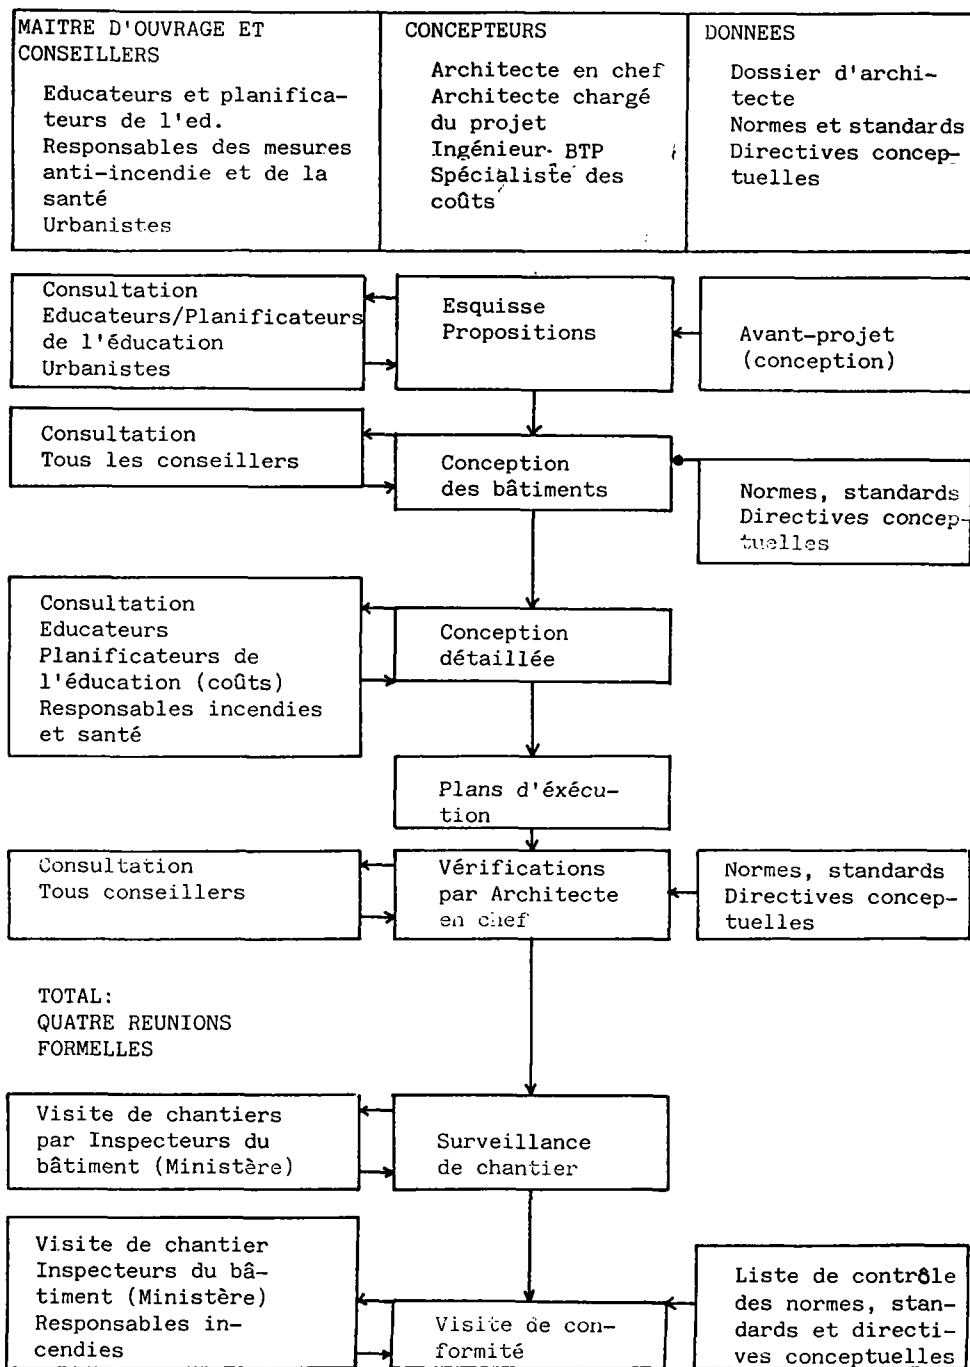 MAITRE D'OUVRAGE ET
CONSEILLERS
Educateurs et planifica-
teurs de l'ed.
Responsables des mesures
anti-incendie et de la
santé
Urbanistes
CONCEPTEURS
Architecte en chef
Architecte chargé
du projet
Ingénieur BTP
Spécialiste des
coûts
DONNEES
Dossier d'archi-
tecte
Normes et standards
Directives concep-
tuelles
Consultation
Educateurs/Planificateurs
de l'éducation
Urbanistes
Esquisse
Propositions
Avant-projet
(conception)
Consultation
Tous les conseillers
Conception
des bâtiments
Normes, standards
Directives concep-
tuelles
Consultation
Educateurs
Planificateurs de
l'éducation (coûts)
Responsables incendies
et santé
Conception
détaillée
Plans d'éxécu-
tion
Consultation
Tous conseillers
Vérifications
par Architecte
en chef
Normes, standards
Directives concep-
tuelles
TOTAL:
QUATRE REUNIONS
FORMELLES
Visite de chantiers
par Inspecteurs du
bâtiment (Ministère)
Surveillance
de chantier
Visite de chantier
Inspecteurs du bâ-
timent (Ministère)
Responsables in-
cendies
Visite de con-
formité
Liste de contrôle
des normes, stan-
dards et directi-
ves conceptuelles